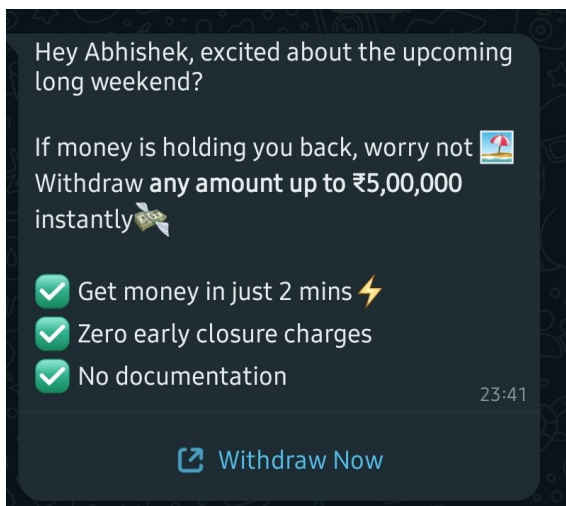 Hey Abhishek, excited about the upcoming
long weekend?
If money is holding you back, worry not 🏖️
Withdraw any amount up to ₹5,00,000
instantly💸
✅ Get money in just 2 mins⚡
✅ Zero early closure charges
✅ No documentation
23:41
Withdraw Now